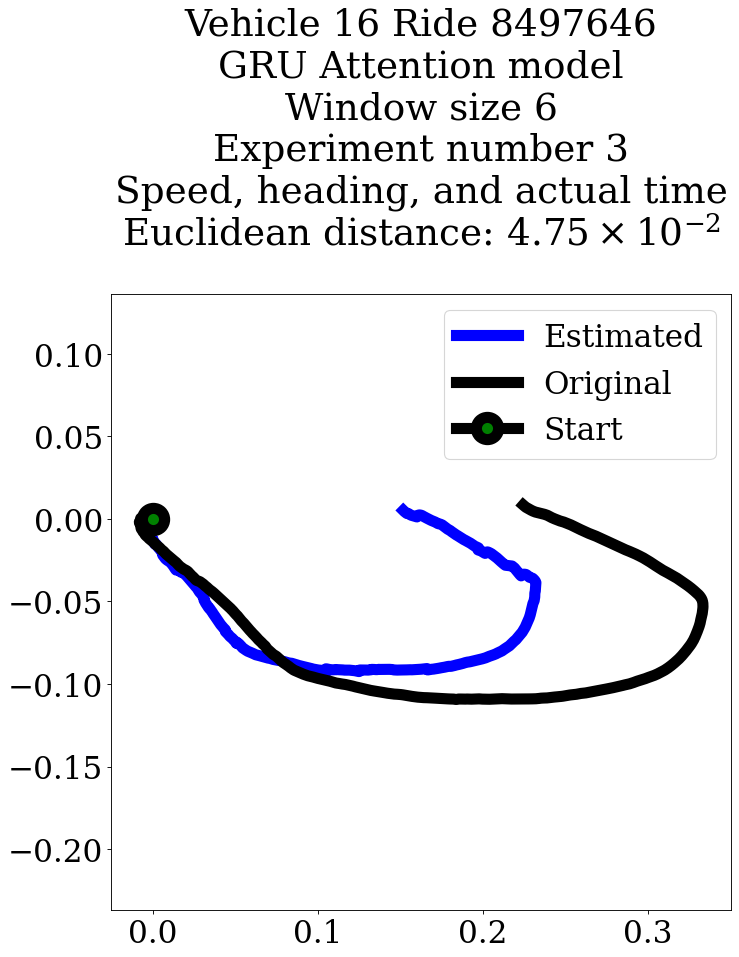 Vehicle 16 Ride 8497646
GRU Attention model
Window size 6
Experiment number 3
Speed, heading, and actual time
Euclidean distance: 4.75 × 10⁻²
Estimated
Original
Start
0.10
0.05
0.00
−0.05
−0.10
−0.15
−0.20
0.0 0.1 0.2 0.3